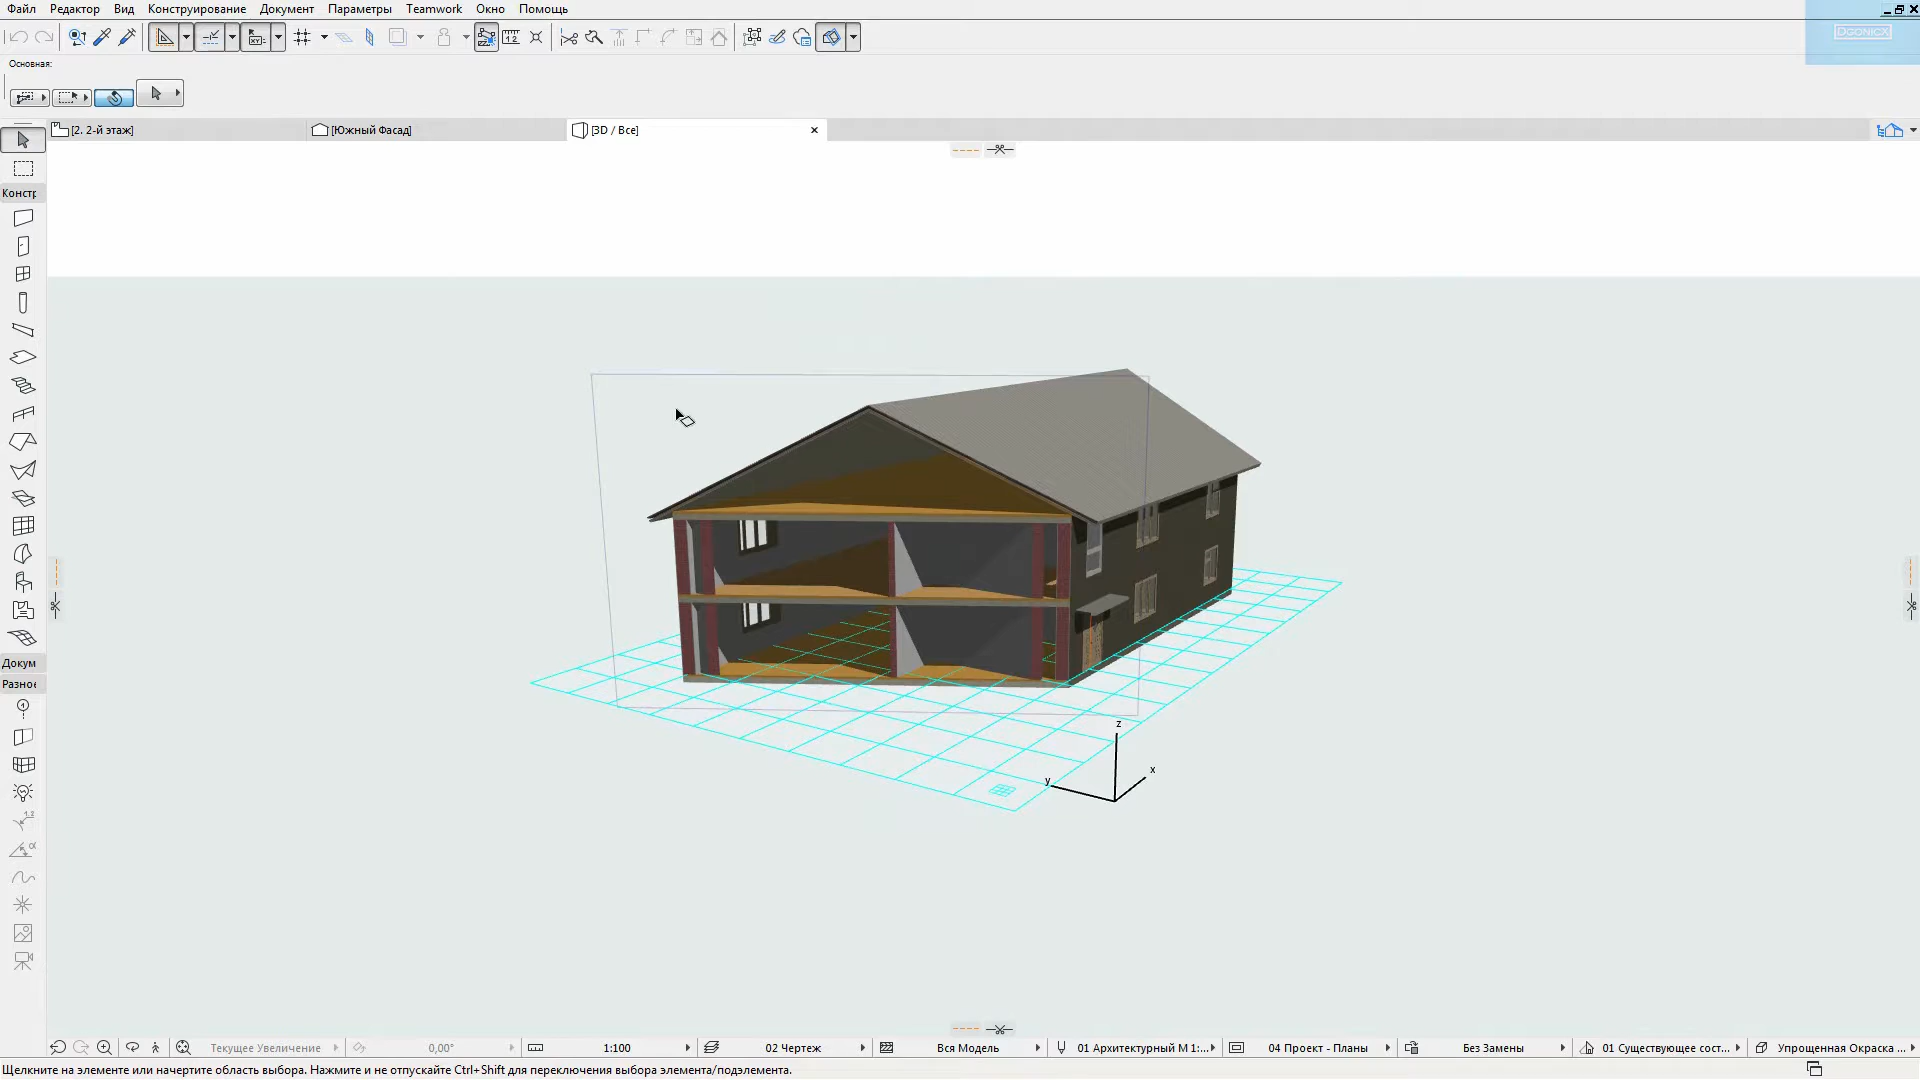 Файл Редактор Вид Конструирование Документ Параметры Teamwork Окно Помощь
DGONICX
Основная:
[2. 2-й этаж] [Южный Фасад] [3D / Все]
Констр
Докум
Разное
z
y
x
Текущее Увеличение 0,00° 1:100 02 Чертеж Вся Модель 01 Архитектурный М 1:... 04 Проект - Планы Без Замены 01 Существующее сост... Упрощенная Окраска ...
Щелкните на элементе или начертите область выбора. Нажмите и не отпускайте Ctrl+Shift для переключения выбора элемента/подэлемента.